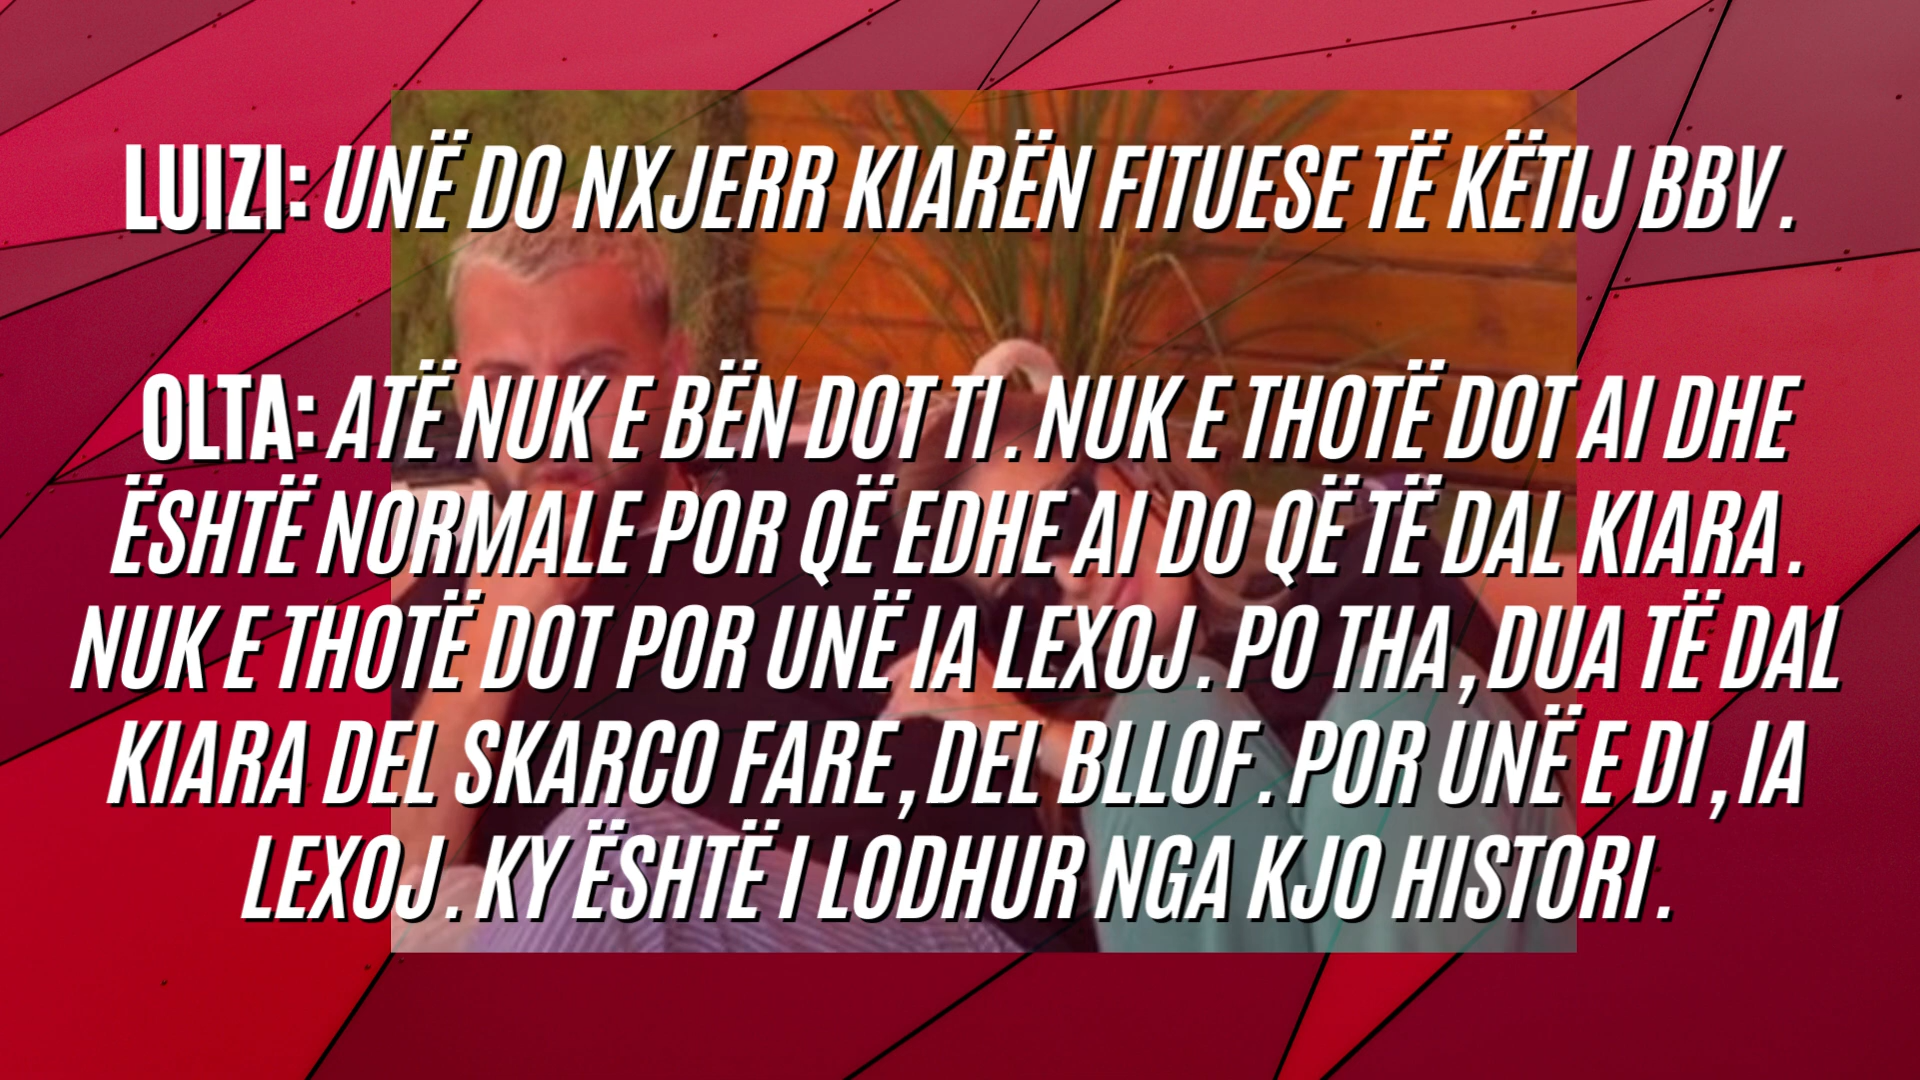 LUIZI: UNË DO NXJERR KIARËN FITUESE TË KËTIJ BBV.
OLTA: ATË NUK E BËN DOT TI. NUK E THOTË DOT AI DHE
ËSHTË NORMALE POR QË EDHE AI DO QË TË DAL KIARA.
NUK E THOTË DOT POR UNË IA LEXOJ. PO THA, DUA TË DAL
KIARA DEL SKARCO FARE, DEL BLLOF. POR UNË E DI, IA
LEXOJ. KY ËSHTË I LODHUR NGA KJO HISTORI.